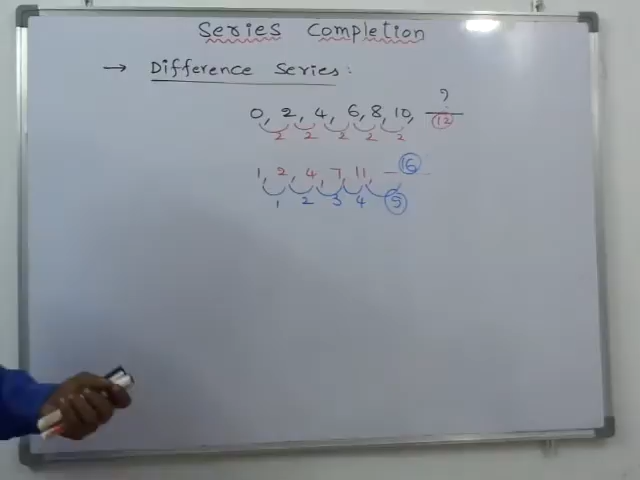 Series Completion
→ Difference Series:
?
0, 2, 4, 6, 8, 10, 12
2 2 2 2 2
1, 2, 4, 7, 11, 16
1 2 3 4 5